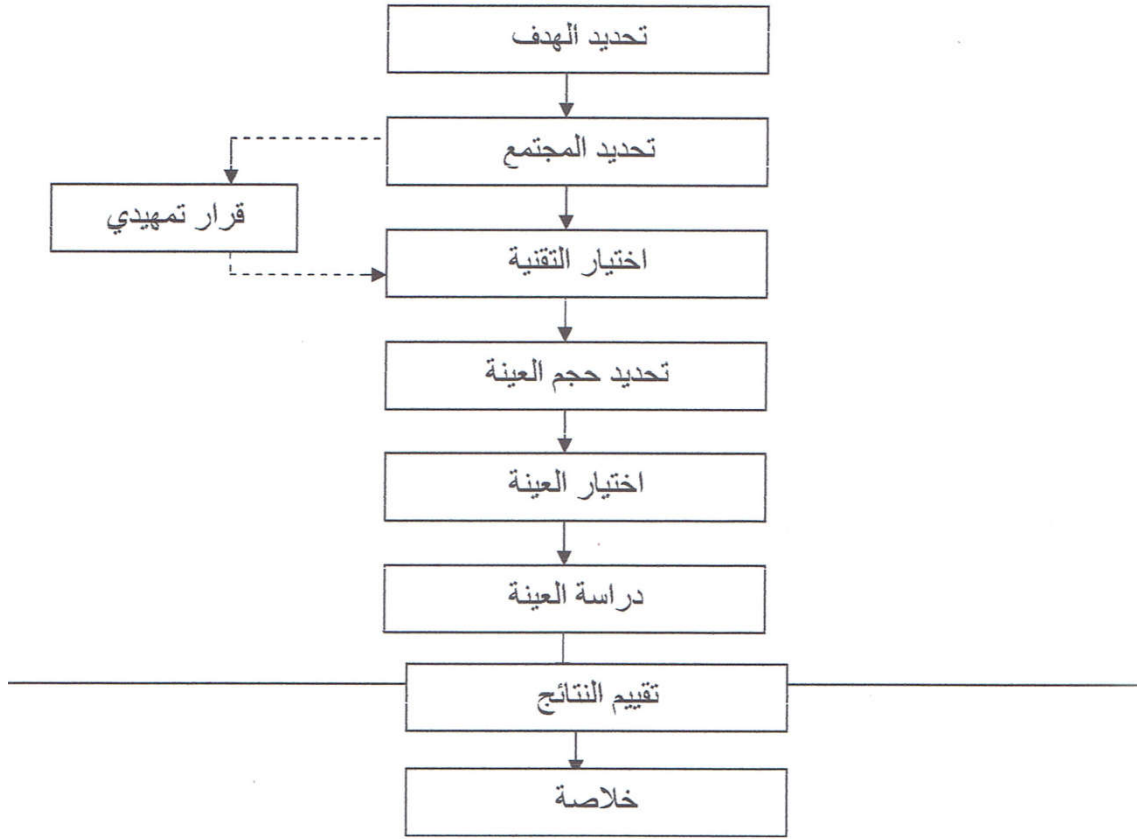 تحديد الهدف
تحديد المجتمع
قرار تمهيدي
اختيار التقنية
تحديد حجم العينة
اختيار العينة
دراسة العينة
تقييم النتائج
خلاصة